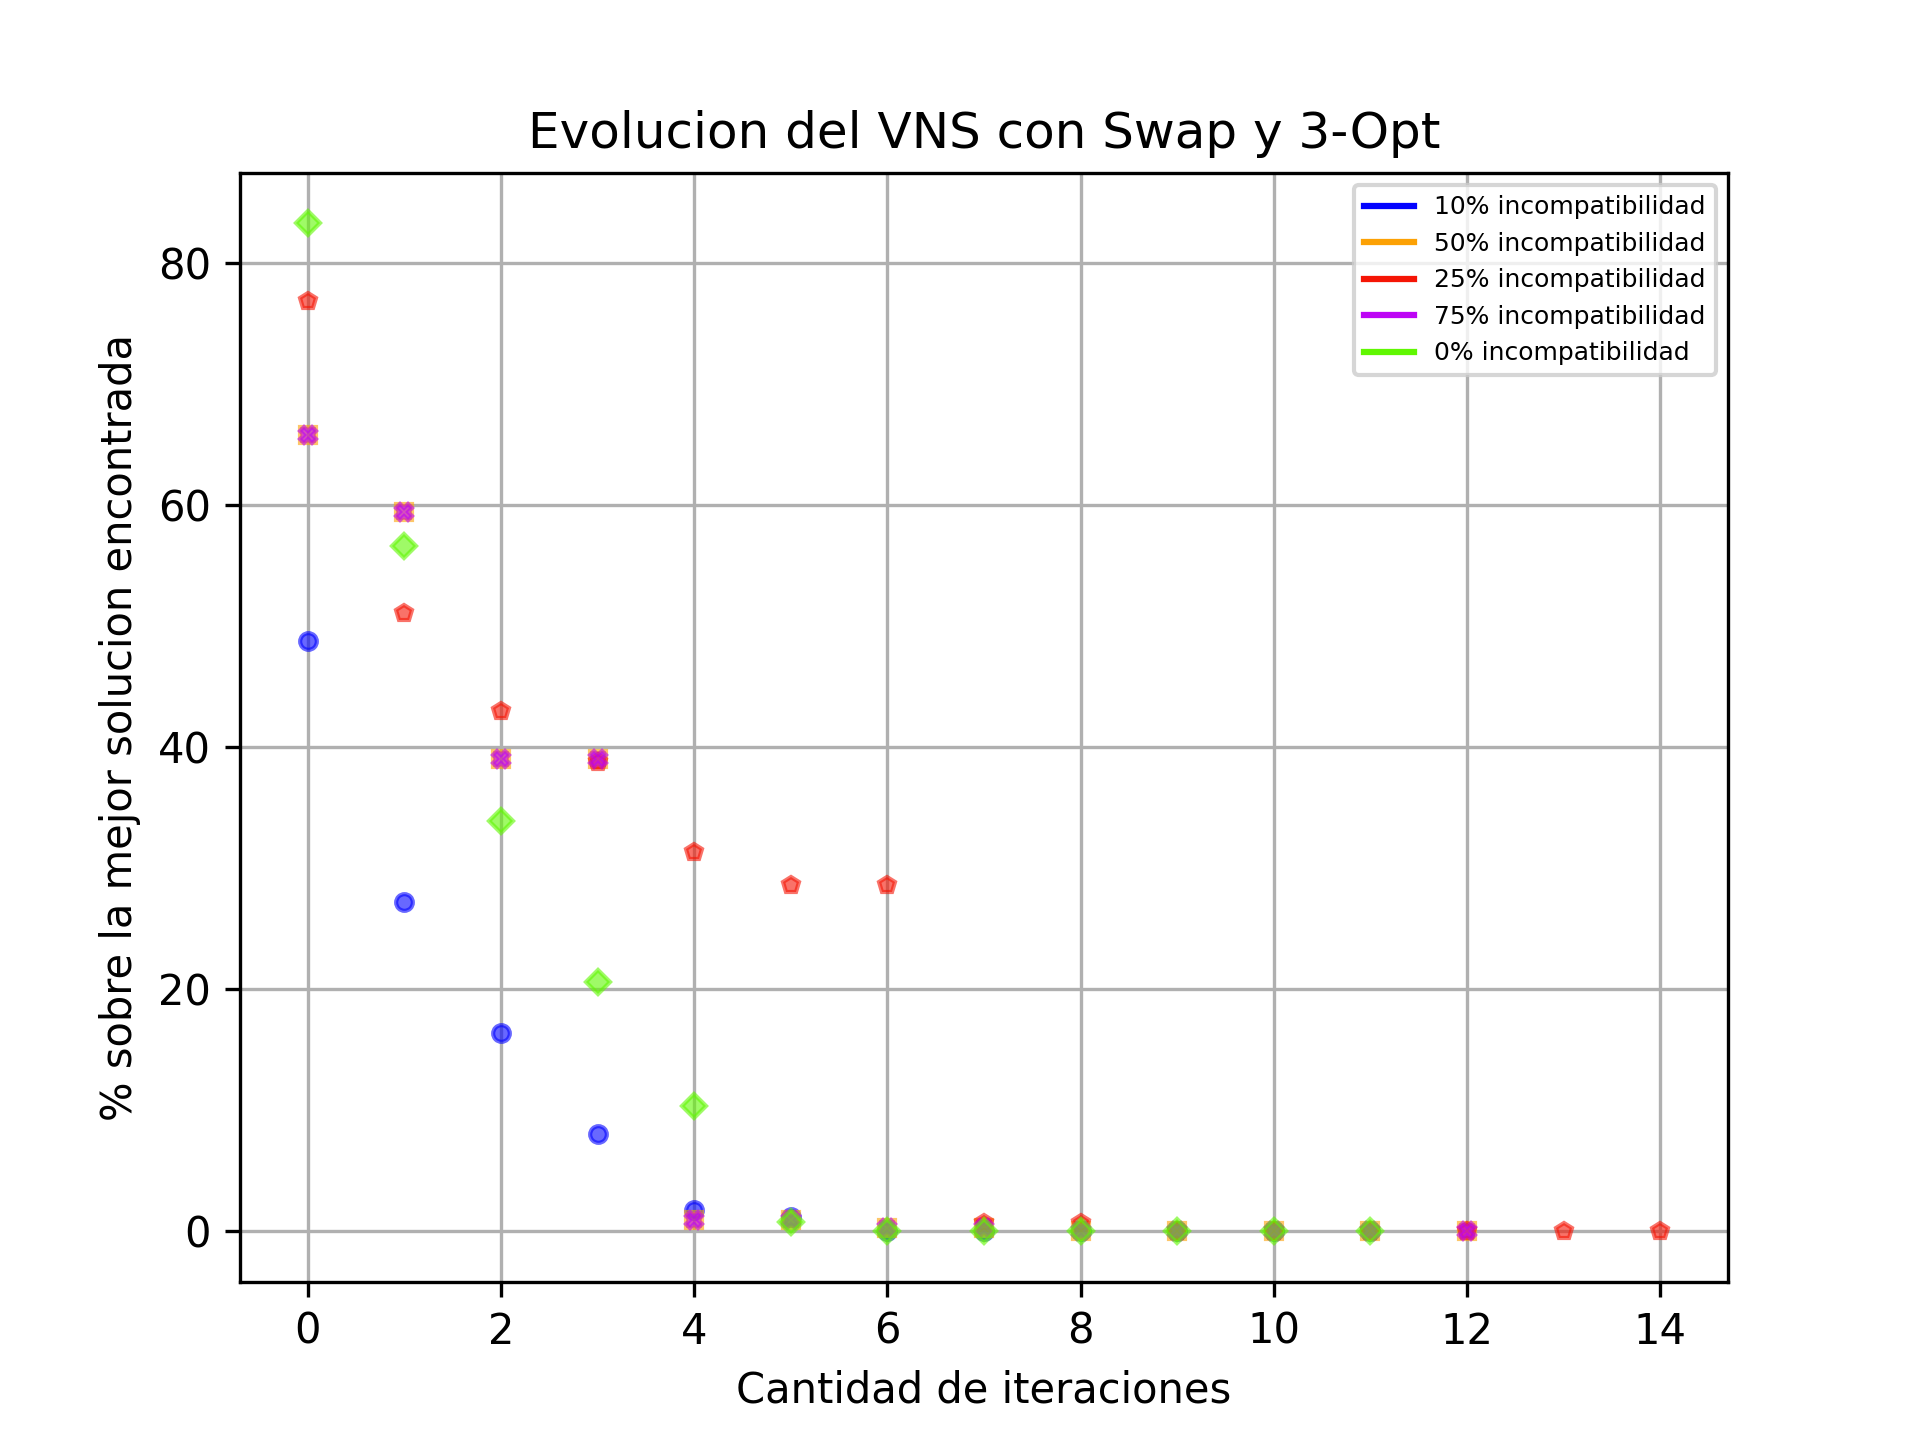 Evolucion del VNS con Swap y 3-Opt
10% incompatibilidad
50% incompatibilidad
25% incompatibilidad
75% incompatibilidad
0% incompatibilidad
% sobre la mejor solucion encontrada
80
60
40
20
0
0 2 4 6 8 10 12 14
Cantidad de iteraciones